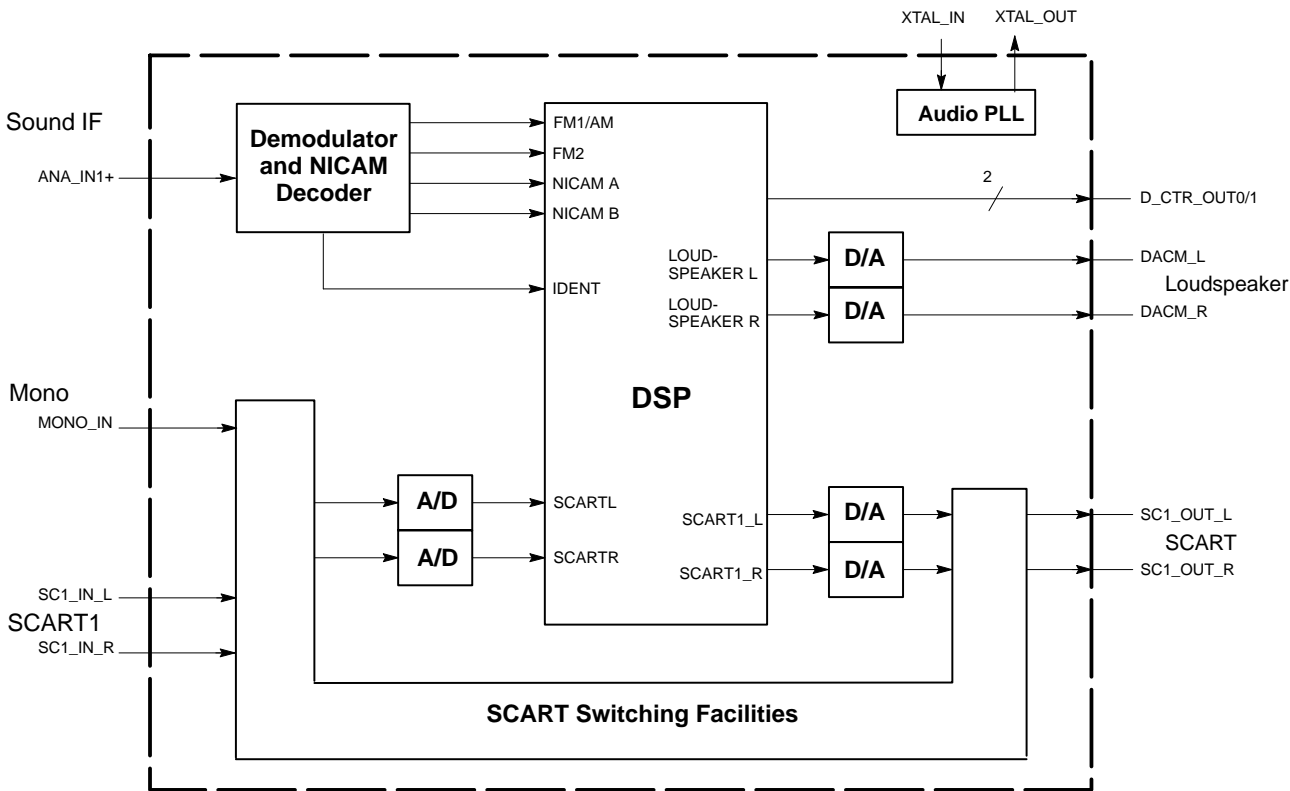 XTAL_IN
XTAL_OUT
Audio PLL
Sound IF
ANA_IN1+
Demodulator
and NICAM
Decoder
FM1/AM
FM2
NICAM A
NICAM B
IDENT
2
D_CTR_OUT0/1
LOUD-
SPEAKER L
D/A
DACM_L
Loudspeaker
LOUD-
SPEAKER R
D/A
DACM_R
DSP
Mono
MONO_IN
A/D
SCARTL
A/D
SCARTR
SCART1_L
D/A
SC1_OUT_L
SCART
SCART1_R
D/A
SC1_OUT_R
SC1_IN_L
SCART1
SC1_IN_R
SCART Switching Facilities